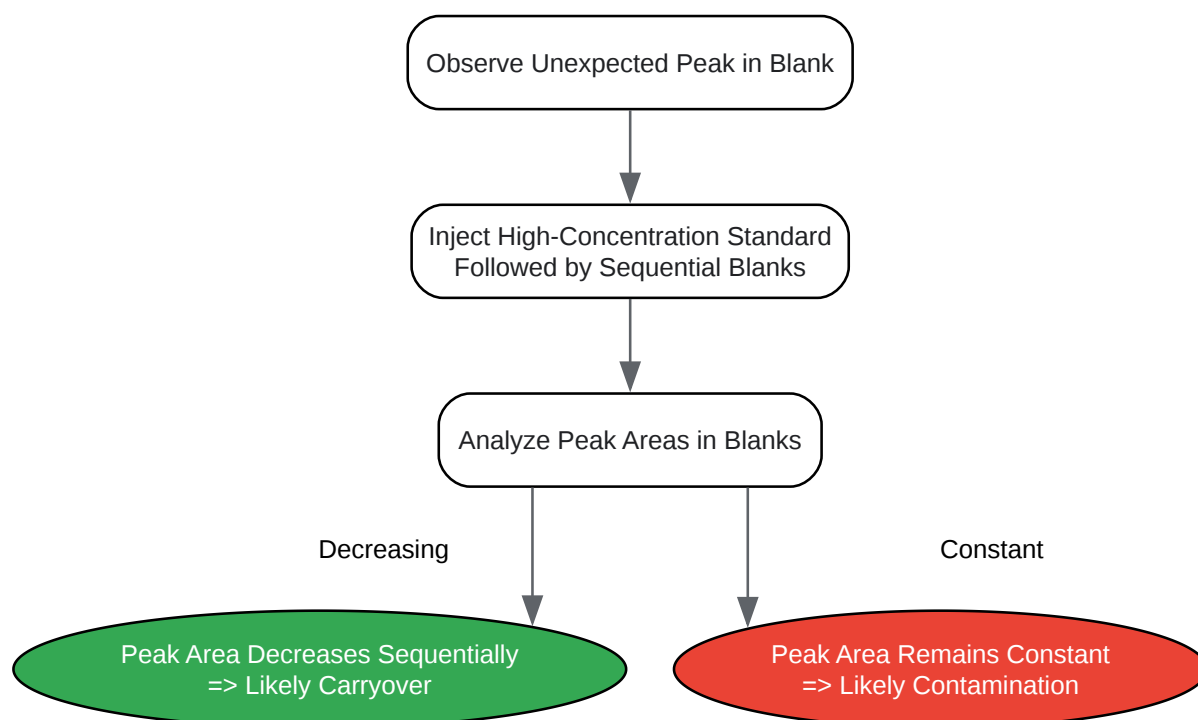 Observe Unexpected Peak in Blank
Inject High-Concentration Standard
Followed by Sequential Blanks
Analyze Peak Areas in Blanks
Decreasing
Constant
Peak Area Decreases Sequentially
=> Likely Carryover
Peak Area Remains Constant
=> Likely Contamination